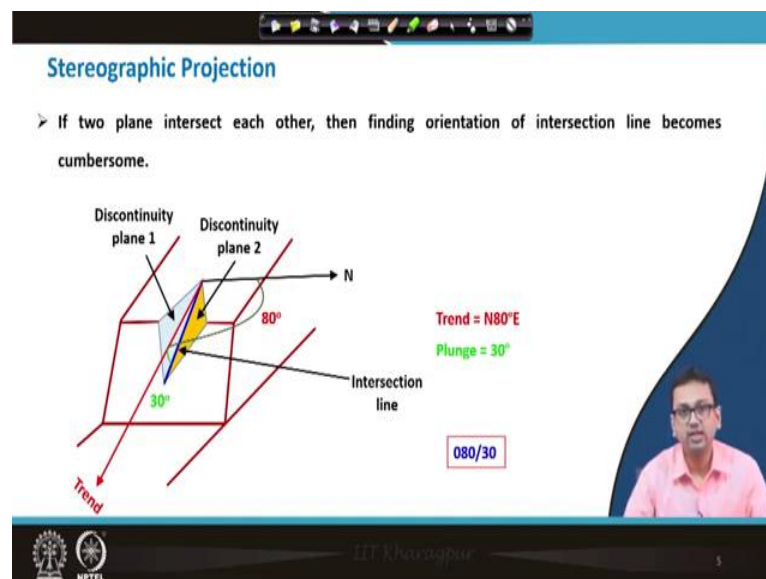 Stereographic Projection
➢ If two plane intersect each other, then finding orientation of intersection line becomes
cumbersome.
Discontinuity
plane 1
Discontinuity
plane 2
N
80°
Trend = N80°E
Plunge = 30°
Intersection
line
30°
080/30
Trend
IIT Kharagpur
NPTEL
5